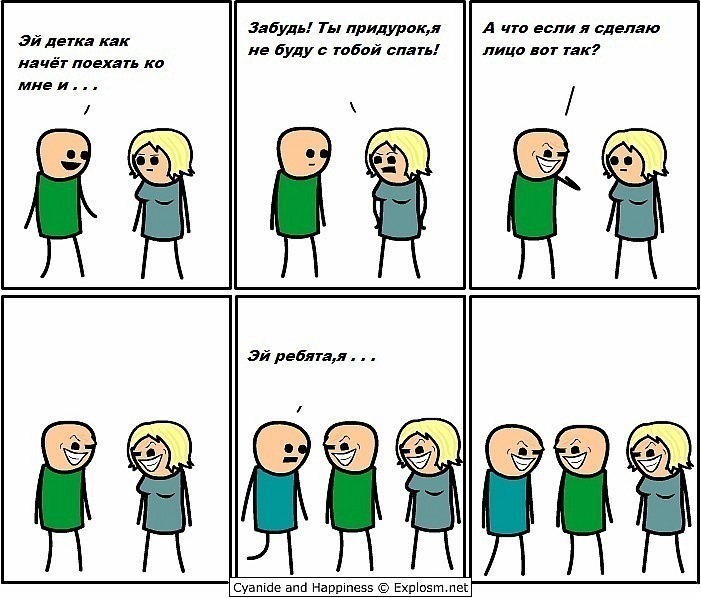 Эй детка как
начёт поехать ко
мне и . . .
Забудь! Ты придурок,я
не буду с тобой спать!
А что если я сделаю
лицо вот так?
Эй ребята,я . . .
Cyanide and Happiness © Explosm.net